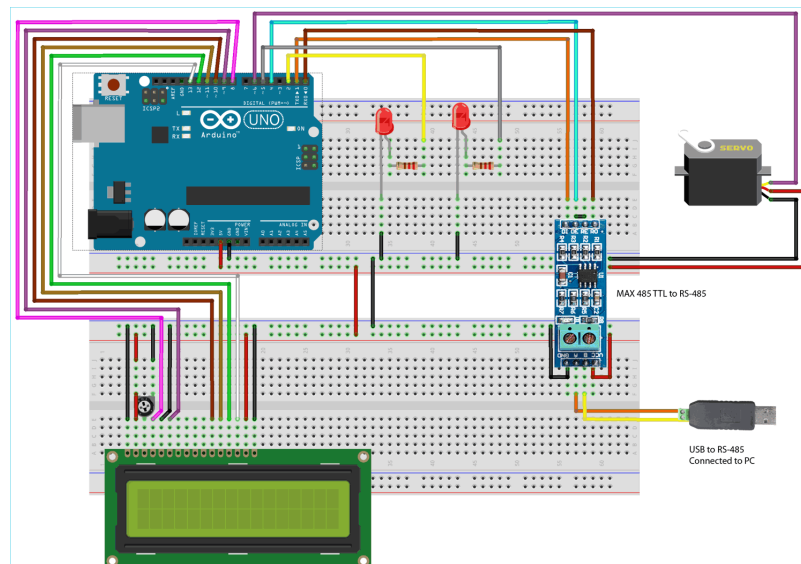 RESET
ICSP2
L
TX
RX
AREF
GND
13
12
~11
~10
~9
8
7
~6
~5
4
~3
2
TX→1
RX←0
DIGITAL (PWM~)
UNO
Arduino
ON
ICSP
POWER
ANALOG IN
RESET
3V3
5V
GND
VIN
A0
A1
A2
A3
A4
A5
SERVO
MAX 485 TTL to RS-485
VCC
B
A
GND
USB to RS-485
Connected to PC